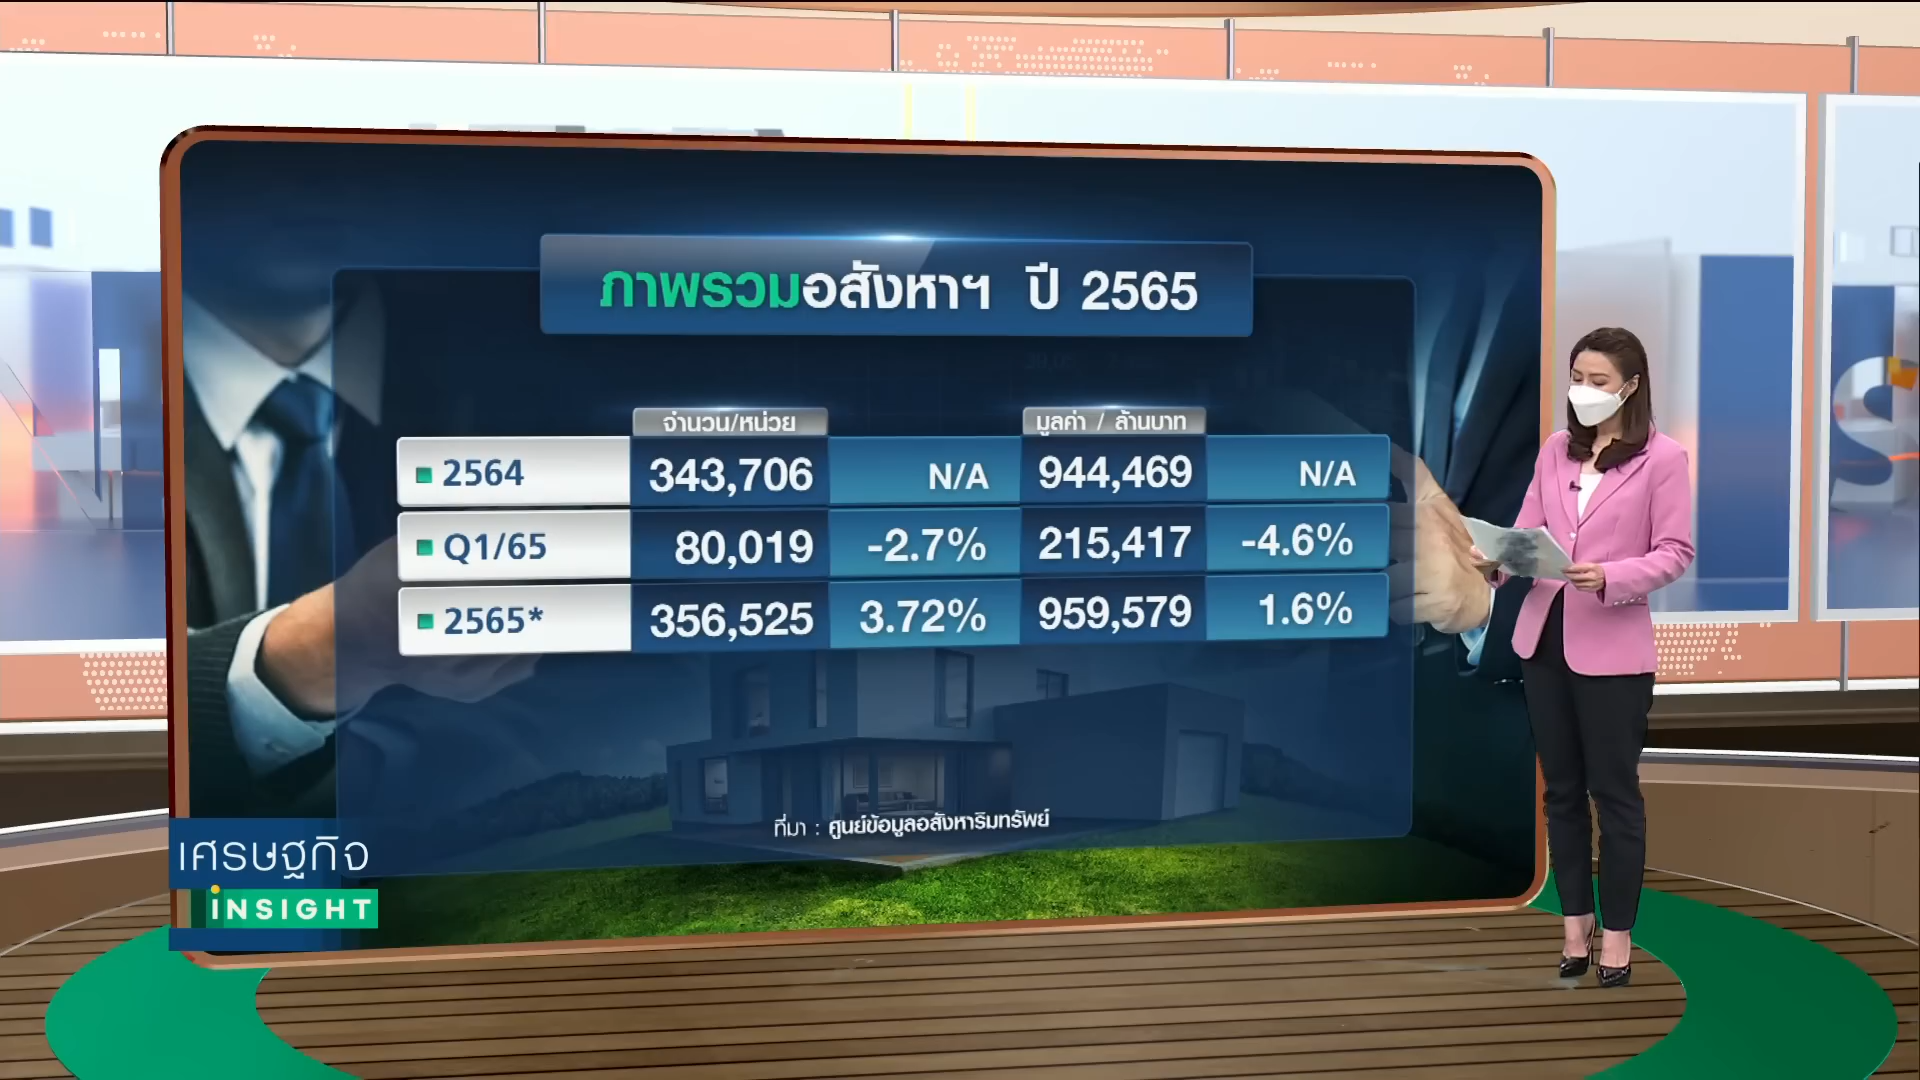 ภาพรวมอสังหาฯ ปี 2565
จำนวน/หน่วย มูลค่า / ล้านบาท
2564 343,706 N/A 944,469 N/A
Q1/65 80,019 -2.7% 215,417 -4.6%
2565* 356,525 3.72% 959,579 1.6%
ที่มา : ศูนย์ข้อมูลอสังหาริมทรัพย์
เศรษฐกิจ
INSIGHT